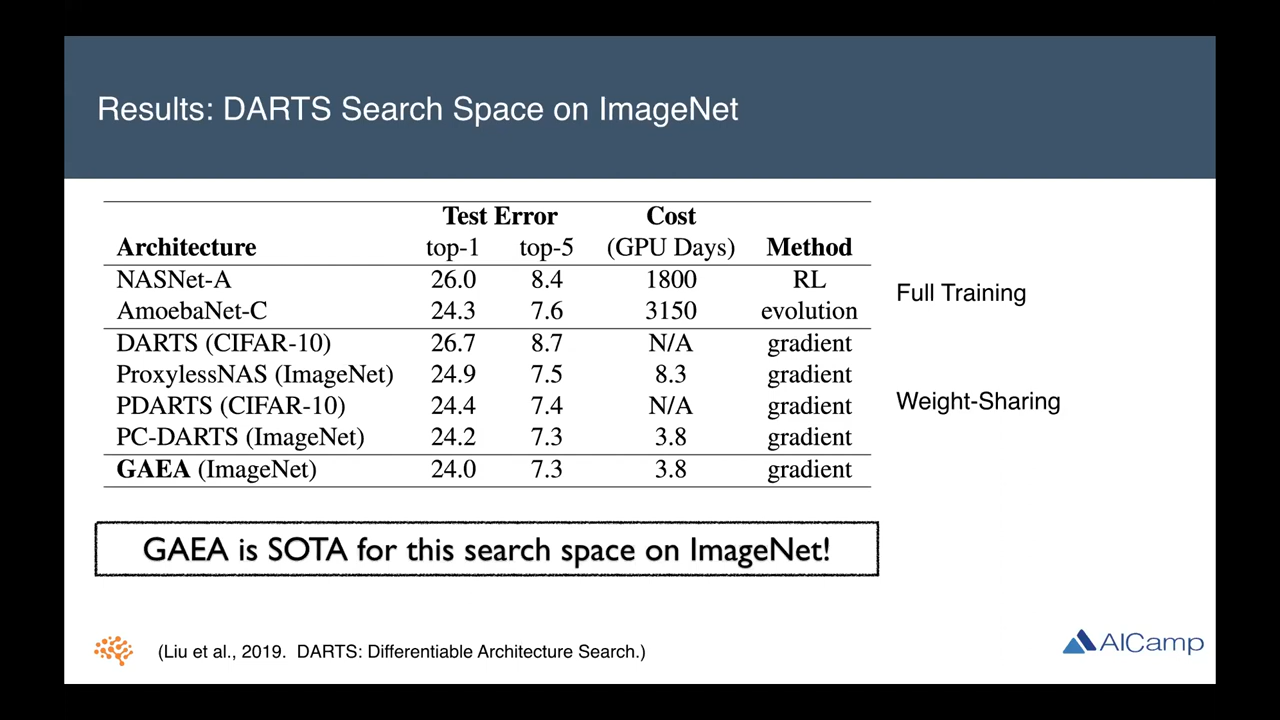 Results: DARTS Search Space on ImageNet
Test Error Cost
Architecture top-1 top-5 (GPU Days) Method
NASNet-A 26.0 8.4 1800 RL
AmoebaNet-C 24.3 7.6 3150 evolution
Full Training
DARTS (CIFAR-10) 26.7 8.7 N/A gradient
ProxylessNAS (ImageNet) 24.9 7.5 8.3 gradient
PDARTS (CIFAR-10) 24.4 7.4 N/A gradient
PC-DARTS (ImageNet) 24.2 7.3 3.8 gradient
Weight-Sharing
GAEA (ImageNet) 24.0 7.3 3.8 gradient
GAEA is SOTA for this search space on ImageNet!
(Liu et al., 2019. DARTS: Differentiable Architecture Search.)
AICamp